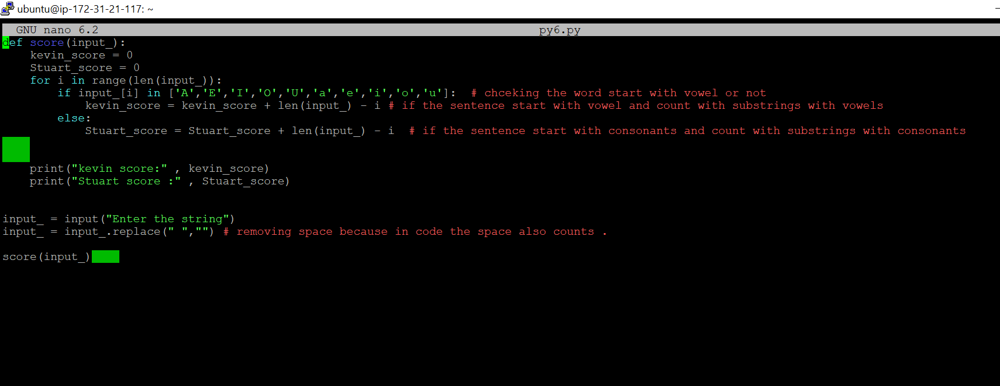 ubuntu@ip-172-31-21-117: ~
GNU nano 6.2 py6.py
def score(input_):
    kevin_score = 0
    Stuart_score = 0
    for i in range(len(input_)):
        if input_[i] in ['A','E','I','O','U','a','e','i','o','u']:  # chceking the word start with vowel or not
            kevin_score = kevin_score + len(input_) - i # if the sentence start with vowel and count with substrings with vowels
        else:
            Stuart_score = Stuart_score + len(input_) - i  # if the sentence start with consonants and count with substrings with consonants
    print("kevin score:" , kevin_score)
    print("Stuart score :" , Stuart_score)
input_ = input("Enter the string")
input_ = input_.replace(" ","") # removing space because in code the space also counts .
score(input_)